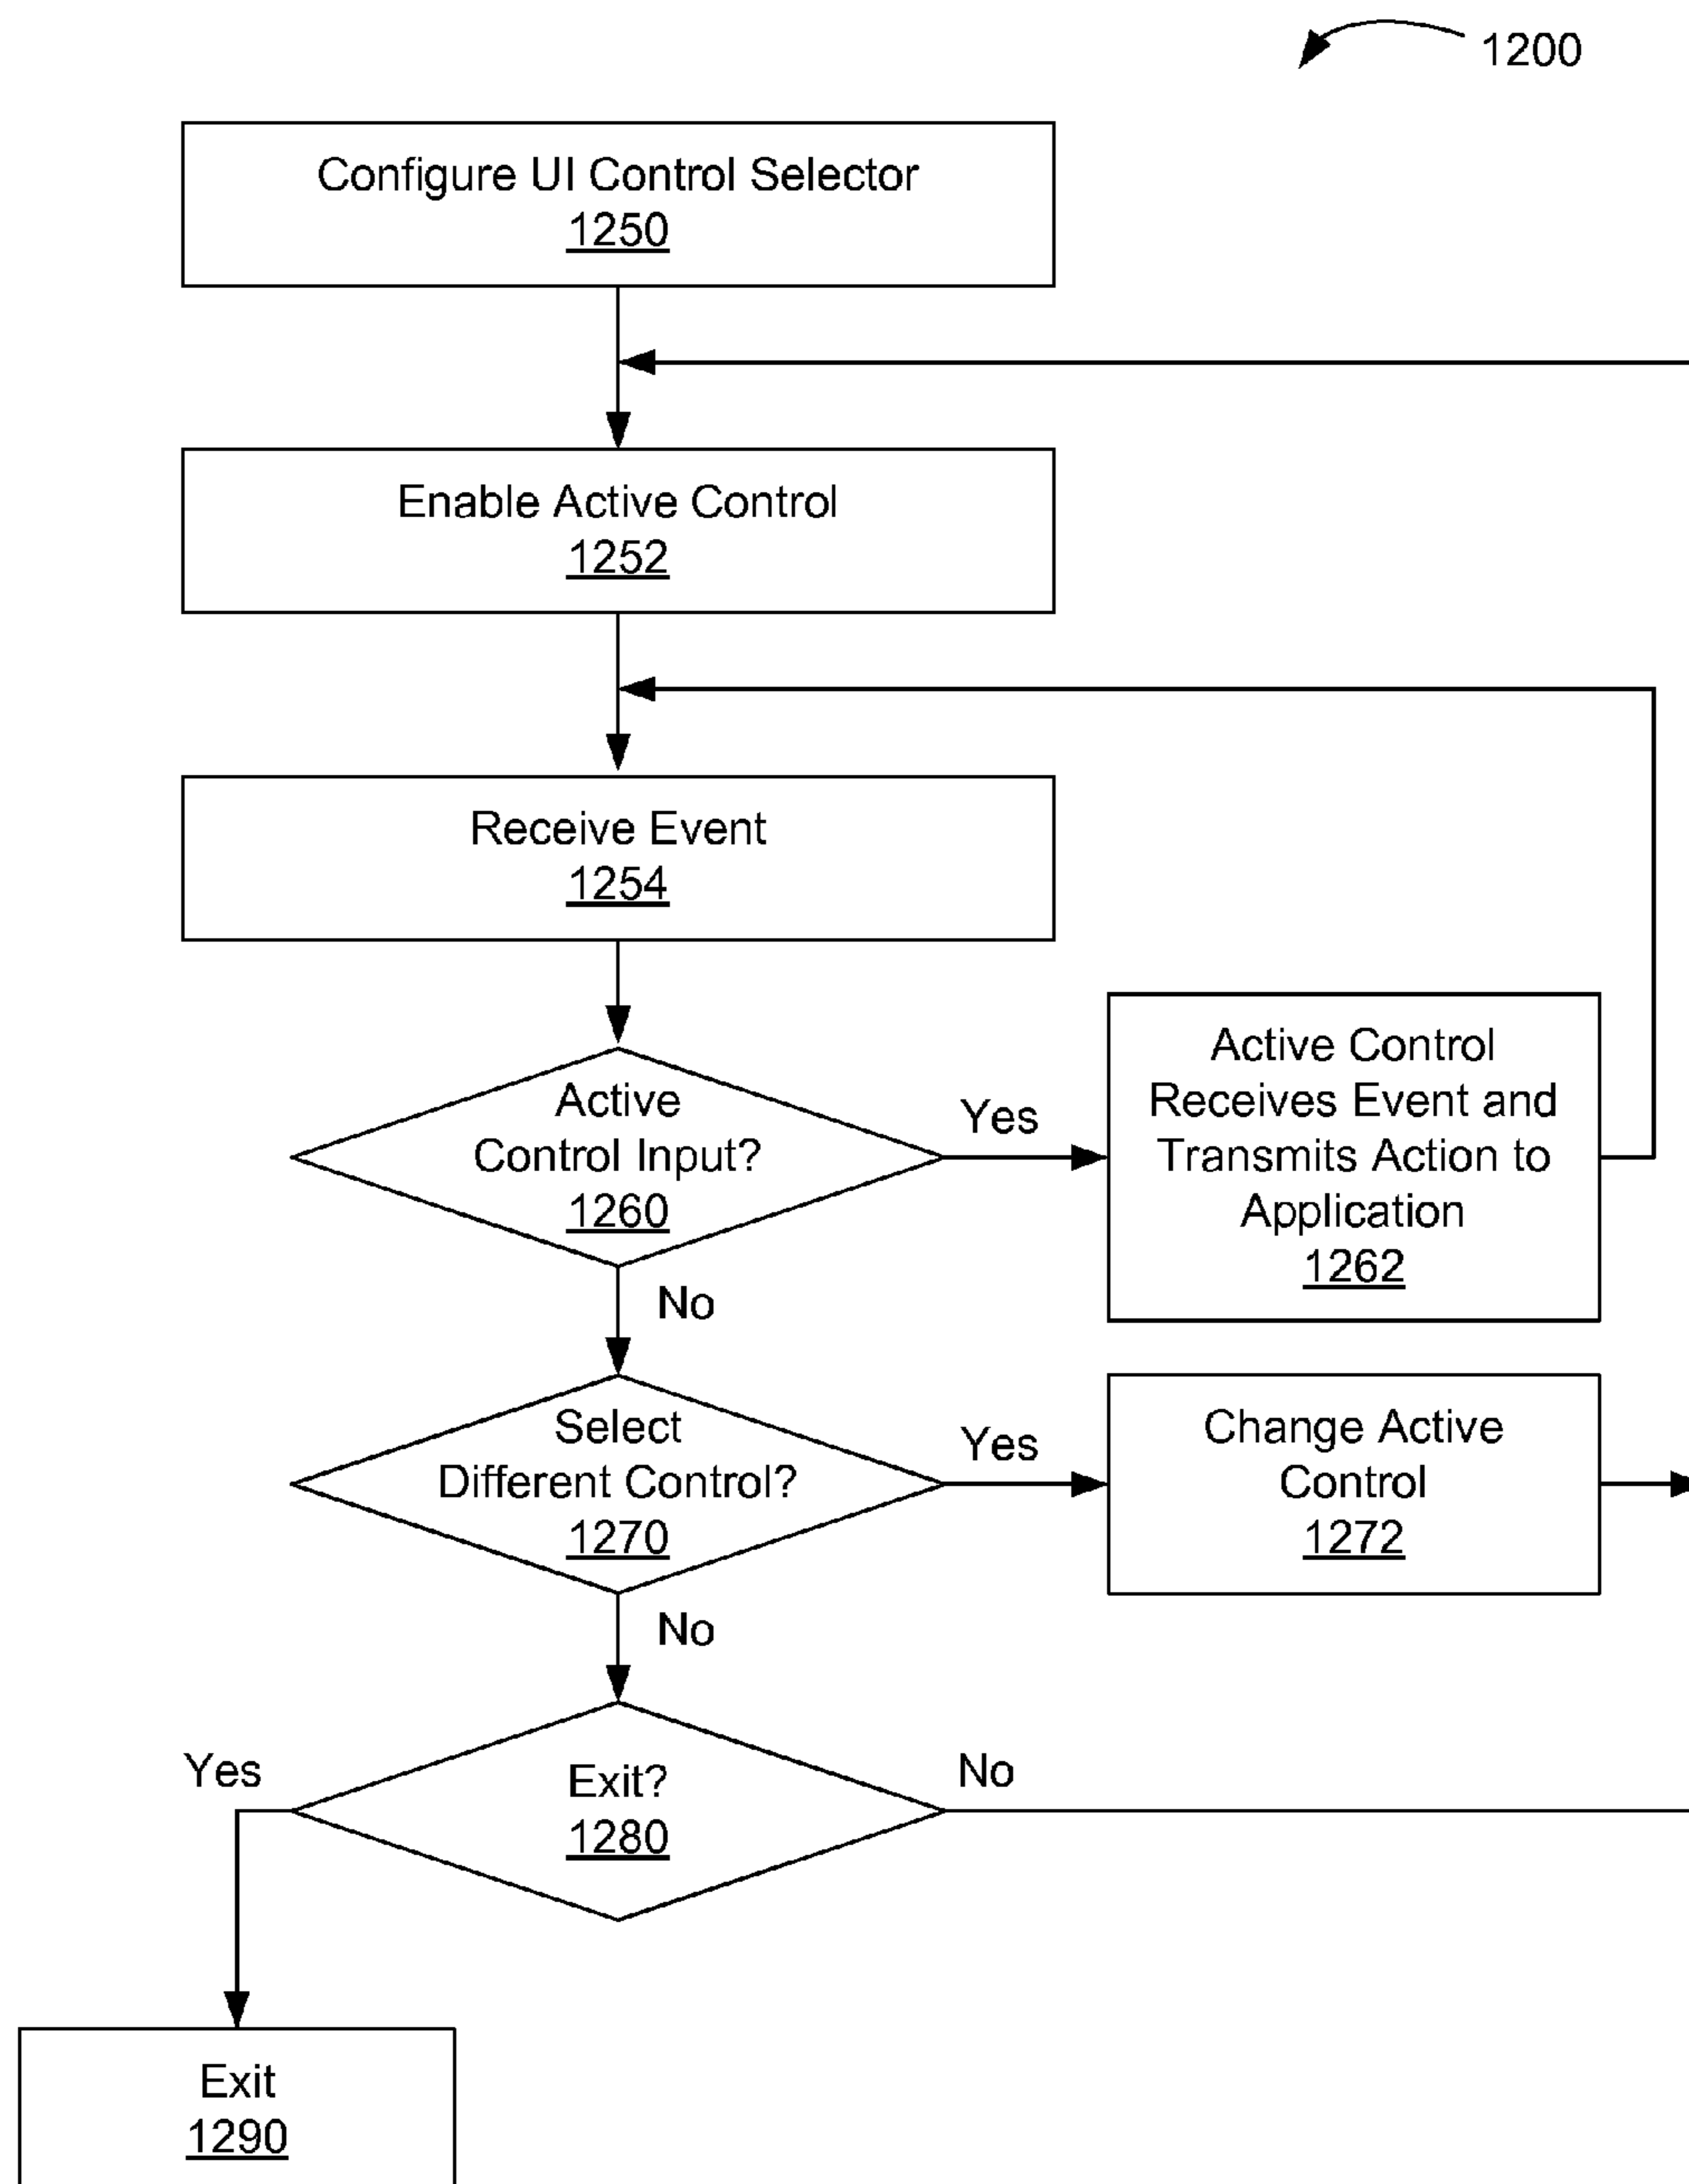 1200
Configure UI Control Selector
1250
Enable Active Control
1252
Receive Event
1254
Active
Control Input?
1260
Yes
Active Control
Receives Event and
Transmits Action to
Application
1262
No
Select
Different Control?
1270
Yes
Change Active
Control
1272
No
Yes
Exit?
1280
No
Exit
1290